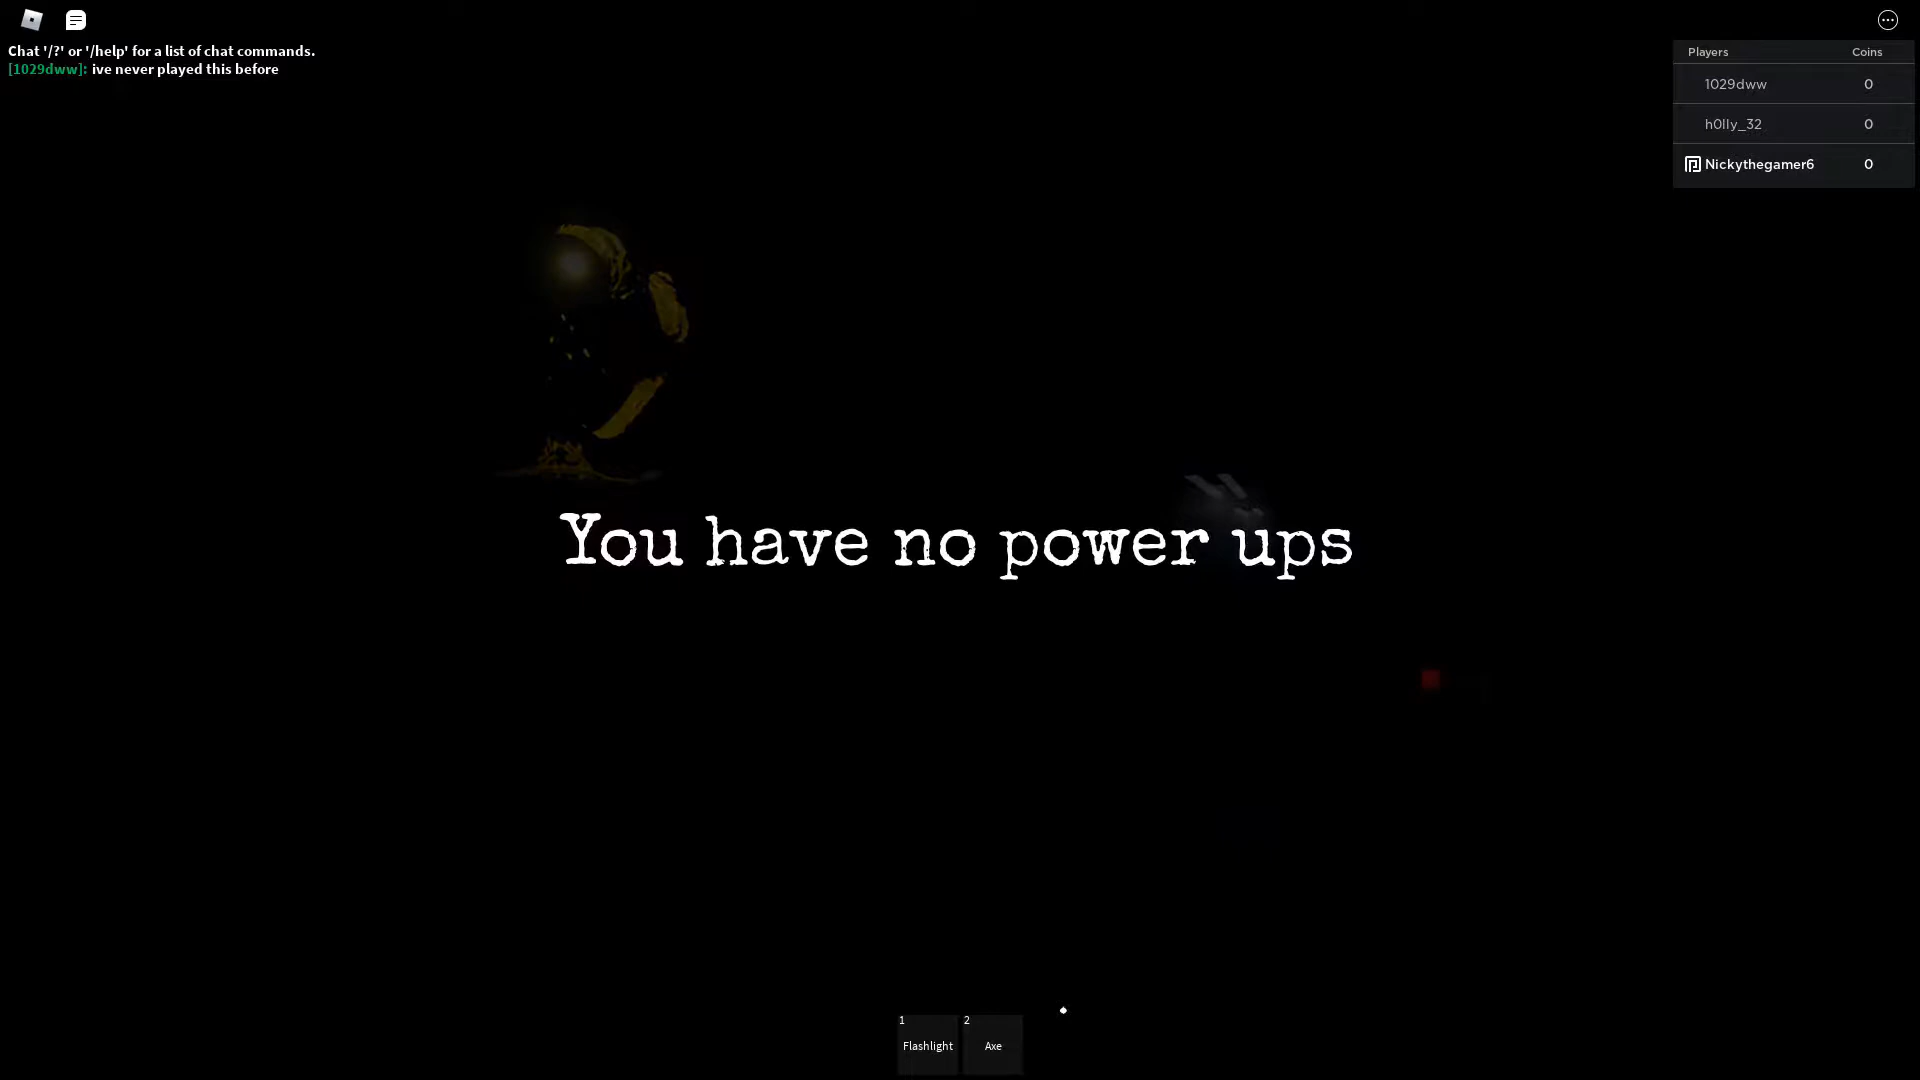 Chat '/?' or '/help' for a list of chat commands.
[1029dww]: ive never played this before
Players Coins
1029dww 0
h0lly_32 0
Nickythegamer6 0
You have no power ups
1 2
Flashlight Axe